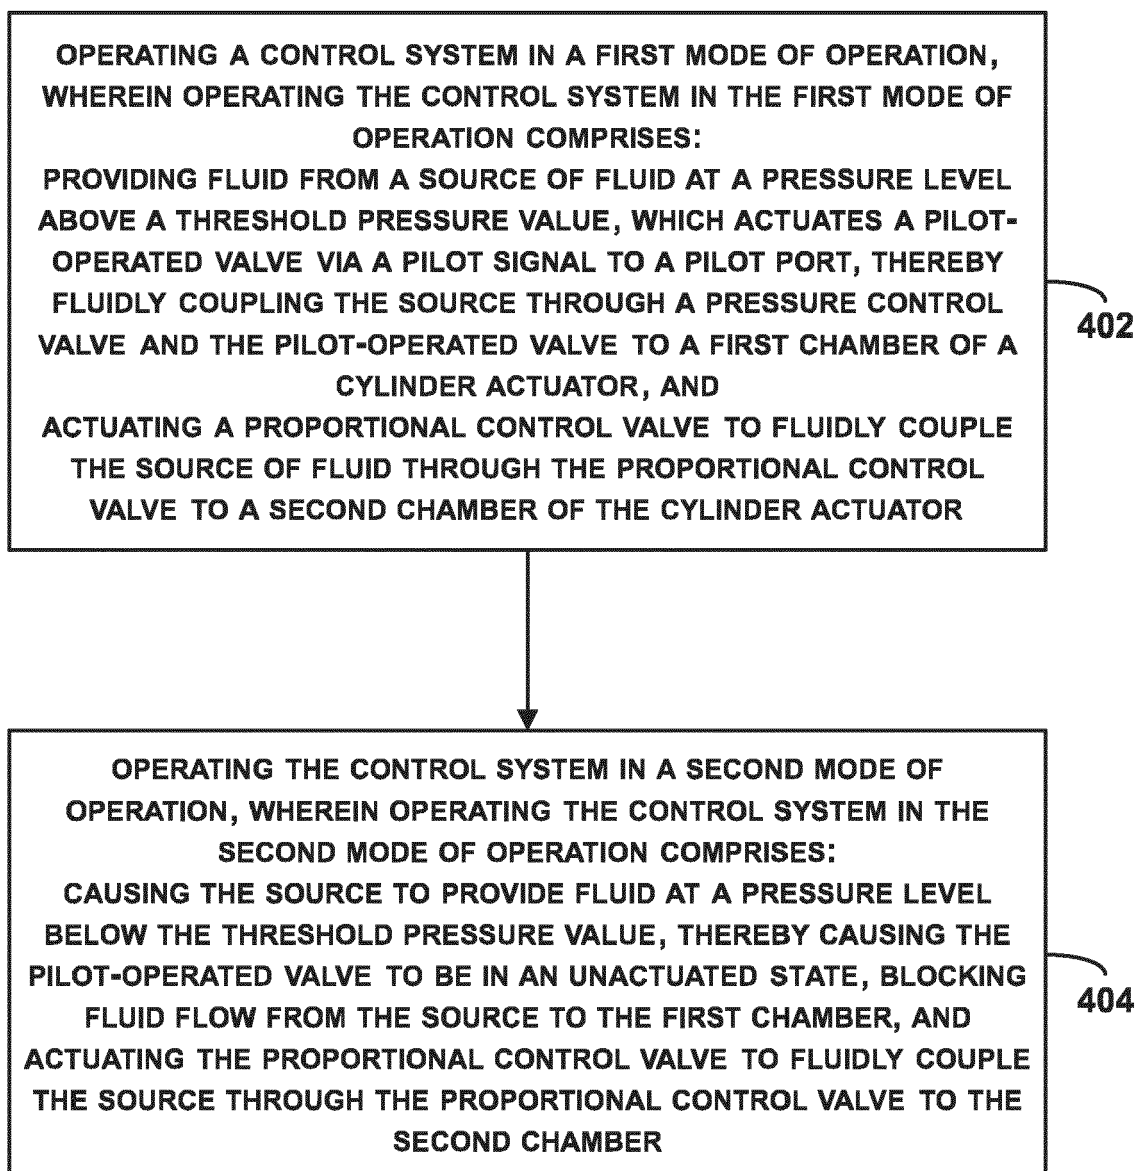 OPERATING A CONTROL SYSTEM IN A FIRST MODE OF OPERATION,
WHEREIN OPERATING THE CONTROL SYSTEM IN THE FIRST MODE OF
OPERATION COMPRISES:
PROVIDING FLUID FROM A SOURCE OF FLUID AT A PRESSURE LEVEL
ABOVE A THRESHOLD PRESSURE VALUE, WHICH ACTUATES A PILOT-
OPERATED VALVE VIA A PILOT SIGNAL TO A PILOT PORT, THEREBY
FLUIDLY COUPLING THE SOURCE THROUGH A PRESSURE CONTROL
VALVE AND THE PILOT-OPERATED VALVE TO A FIRST CHAMBER OF A
CYLINDER ACTUATOR, AND
ACTUATING A PROPORTIONAL CONTROL VALVE TO FLUIDLY COUPLE
THE SOURCE OF FLUID THROUGH THE PROPORTIONAL CONTROL
VALVE TO A SECOND CHAMBER OF THE CYLINDER ACTUATOR
402
OPERATING THE CONTROL SYSTEM IN A SECOND MODE OF
OPERATION, WHEREIN OPERATING THE CONTROL SYSTEM IN THE
SECOND MODE OF OPERATION COMPRISES:
CAUSING THE SOURCE TO PROVIDE FLUID AT A PRESSURE LEVEL
BELOW THE THRESHOLD PRESSURE VALUE, THEREBY CAUSING THE
PILOT-OPERATED VALVE TO BE IN AN UNACTUATED STATE, BLOCKING
FLUID FLOW FROM THE SOURCE TO THE FIRST CHAMBER, AND
ACTUATING THE PROPORTIONAL CONTROL VALVE TO FLUIDLY COUPLE
THE SOURCE THROUGH THE PROPORTIONAL CONTROL VALVE TO THE
SECOND CHAMBER
404